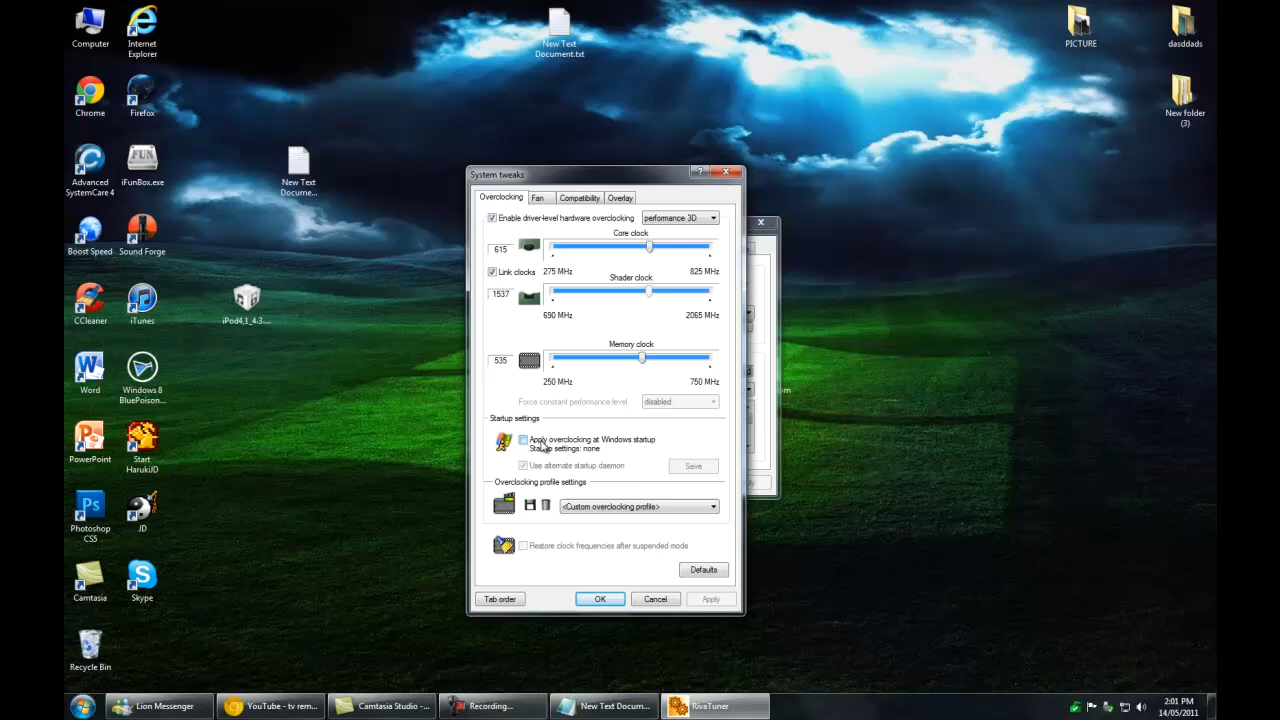 Computer
Internet
Explorer
New Text
Document.txt
PICTURE
dasddads
Chrome
Firefox
New folder
(3)
Advanced
SystemCare 4
iFunBox.exe
FUN
New Text
Docume...
Boost Speed
Sound Forge
CCleaner
iTunes
iPod4,1_4.3....
Word
Windows 8
BluePoison...
PowerPoint
Start
HarukiJD
Photoshop
CS5
JD
Camtasia
Skype
Recycle Bin
System tweaks
Overclocking
Fan
Compatibility
Overlay
Enable driver-level hardware overclocking
performance 3D
Core clock
615
Link clocks
275 MHz
825 MHz
Shader clock
1537
690 MHz
2065 MHz
Memory clock
535
250 MHz
750 MHz
Force constant performance level
disabled
Startup settings
Apply overclocking at Windows startup
Startup settings: none
Use alternate startup daemon
Save
Overclocking profile settings
<Custom overclocking profile>
Restore clock frequencies after suspended mode
Defaults
Tab order
OK
Cancel
Apply
Lion Messenger
YouTube - tv rem...
Camtasia Studio -...
Recording...
New Text Docum...
RivaTuner
2:01 PM
14/05/2011